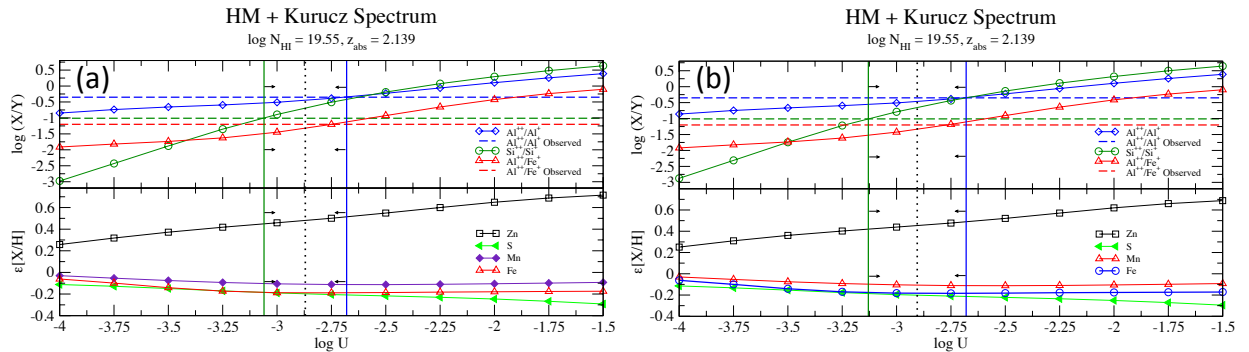 HM + Kurucz Spectrum
log N_HI = 19.55, z_abs = 2.139
(a)
log (X/Y)
0.5
0
-0.5
-1
-1.5
-2
-2.5
-3
Al⁺⁺/Al⁺
Al⁺⁺/Al⁺ Observed
Si⁺⁺/Si⁺
Al⁺⁺/Fe⁺
Al⁺⁺/Fe⁺ Observed
ε[X/H]
0.6
0.4
0.2
0
-0.2
-0.4
Zn
S
Mn
Fe
-4 -3.75 -3.5 -3.25 -3 -2.75 -2.5 -2.25 -2 -1.75 -1.5
log U
HM + Kurucz Spectrum
log N_HI = 19.55, z_abs = 2.139
(b)
log (X/Y)
0.5
0
-0.5
-1
-1.5
-2
-2.5
-3
Al⁺⁺/Al⁺
Al⁺⁺/Al⁺ Observed
Si⁺⁺/Si⁺
Al⁺⁺/Fe⁺
Al⁺⁺/Fe⁺ Observed
ε[X/H]
0.6
0.4
0.2
0
-0.2
-0.4
Zn
S
Mn
Fe
-4 -3.75 -3.5 -3.25 -3 -2.75 -2.5 -2.25 -2 -1.75 -1.5
log U